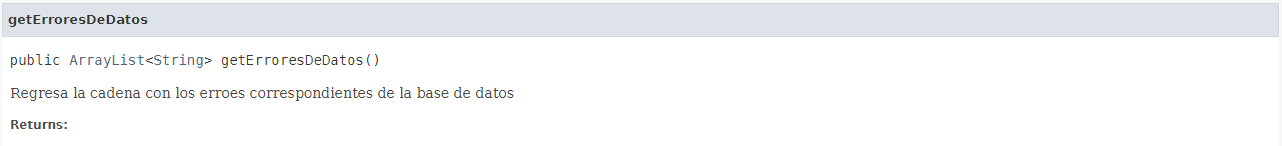 getErroresDeDatos
public ArrayList<String> getErroresDeDatos()
Regresa la cadena con los erroes correspondientes de la base de datos
Returns: